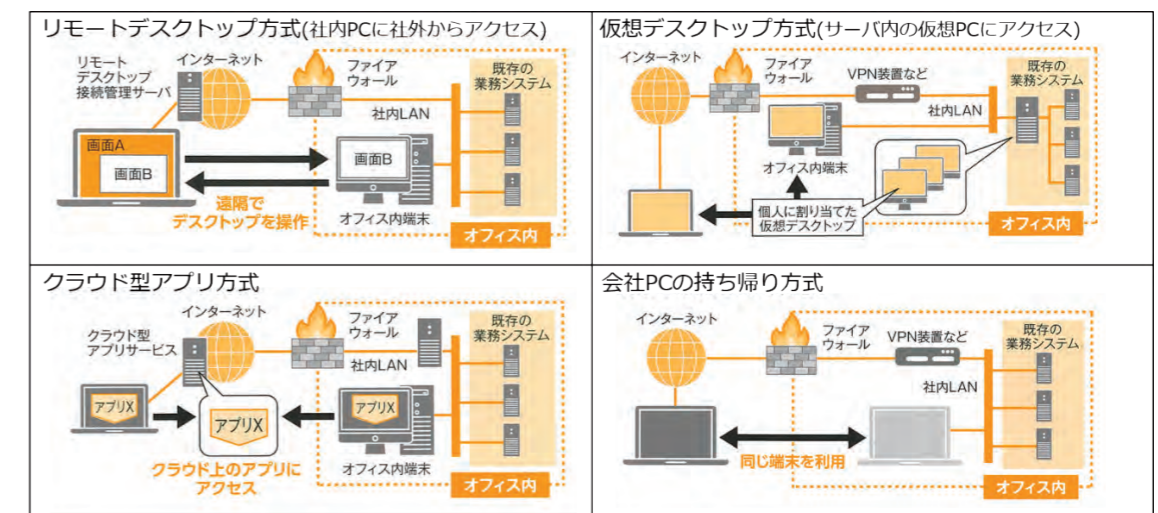 リモートデスクトップ方式(社内PCに社外からアクセス)
リモート
デスクトップ
接続管理サーバ
インターネット
ファイア
ウォール
既存の
業務システム
社内LAN
画面A
画面B
画面B
遠隔で
デスクトップを操作
オフィス内端末
オフィス内
仮想デスクトップ方式(サーバ内の仮想PCにアクセス)
インターネット
ファイア
ウォール
VPN装置など
既存の
業務システム
社内LAN
オフィス内端末
個人に割り当てた
仮想デスクトップ
オフィス内
クラウド型アプリ方式
クラウド型
アプリサービス
インターネット
ファイア
ウォール
既存の
業務システム
社内LAN
アプリX
アプリX
アプリX
クラウド上のアプリに
アクセス
オフィス内端末
オフィス内
会社PCの持ち帰り方式
インターネット
ファイア
ウォール
VPN装置など
既存の
業務システム
社内LAN
同じ端末を利用
オフィス内